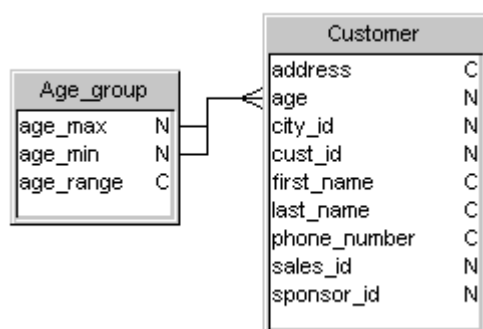 Age_group
age_max N
age_min N
age_range C
Customer
address C
age N
city_id N
cust_id N
first_name C
last_name C
phone_number C
sales_id N
sponsor_id N